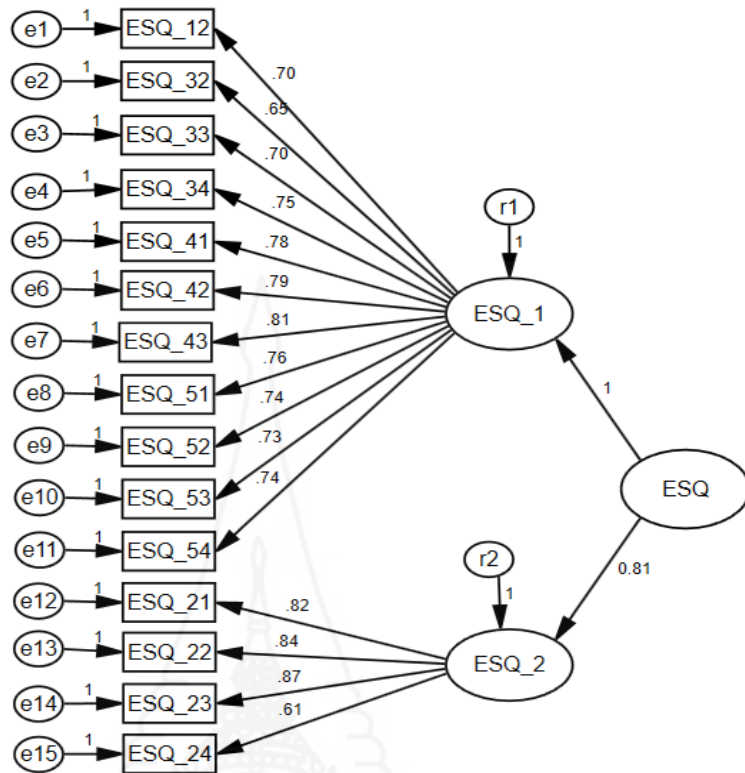 e1 1 ESQ_12
e2 1 ESQ_32
e3 1 ESQ_33
e4 1 ESQ_34
e5 1 ESQ_41
e6 1 ESQ_42
e7 1 ESQ_43
e8 1 ESQ_51
e9 1 ESQ_52
e10 1 ESQ_53
e11 1 ESQ_54
e12 1 ESQ_21
e13 1 ESQ_22
e14 1 ESQ_23
e15 1 ESQ_24
.70
.65
.70
.75
.78
.79
.81
.76
.74
.73
.74
.82
.84
.87
.61
r1
1
ESQ_1
1
ESQ
0.81
r2
1
ESQ_2